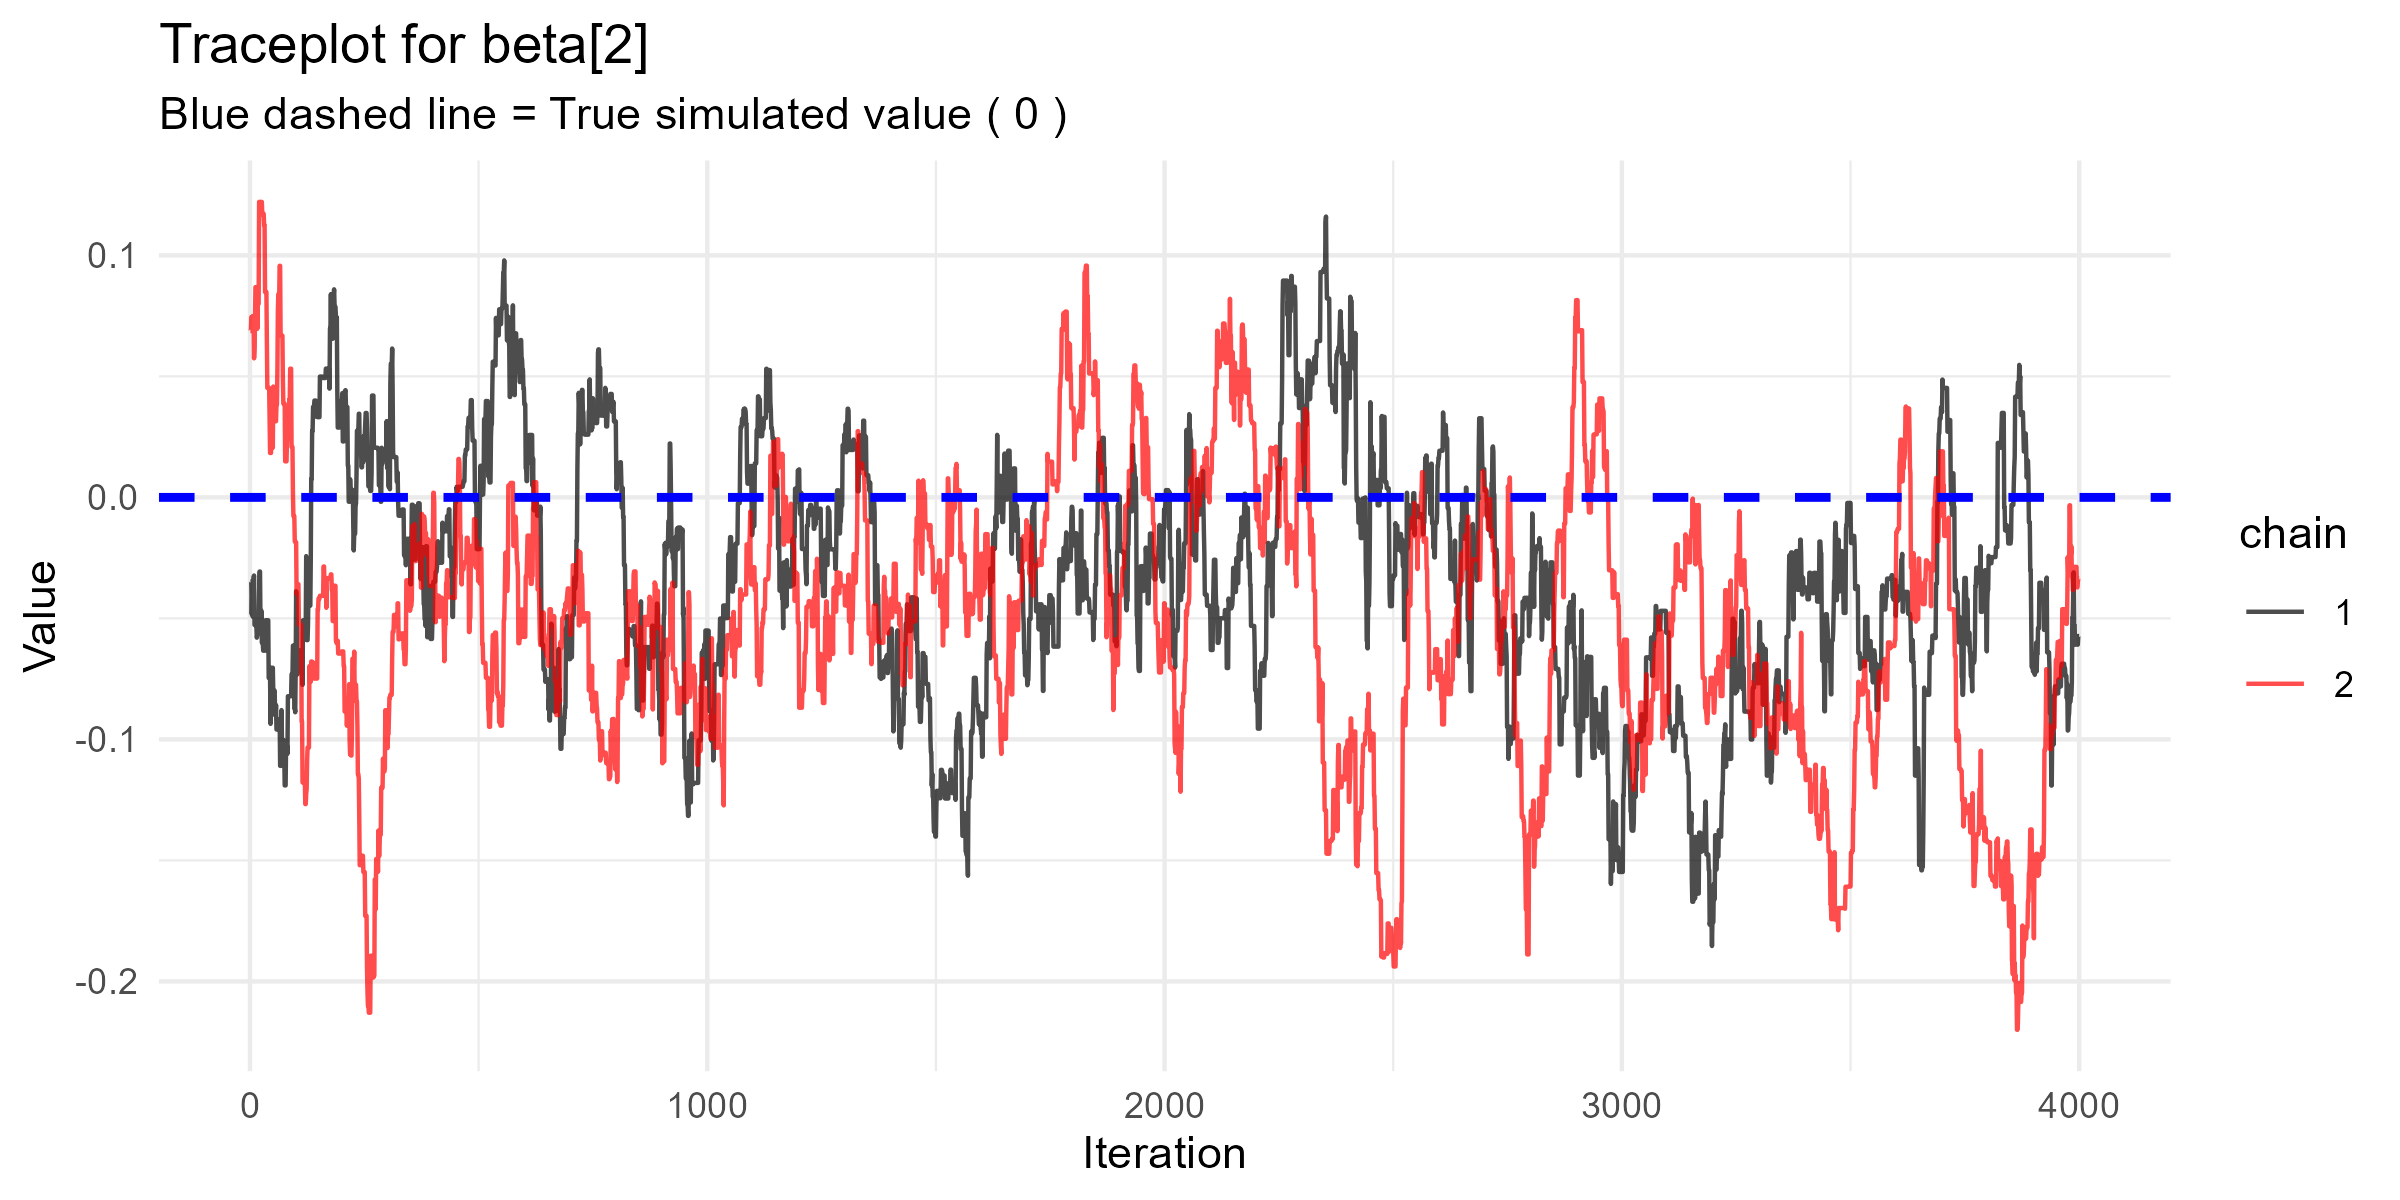 Traceplot for beta[2]
Blue dashed line = True simulated value ( 0 )
0.1
0.0
-0.1
-0.2
Value
0
1000
2000
3000
4000
Iteration
chain
1
2